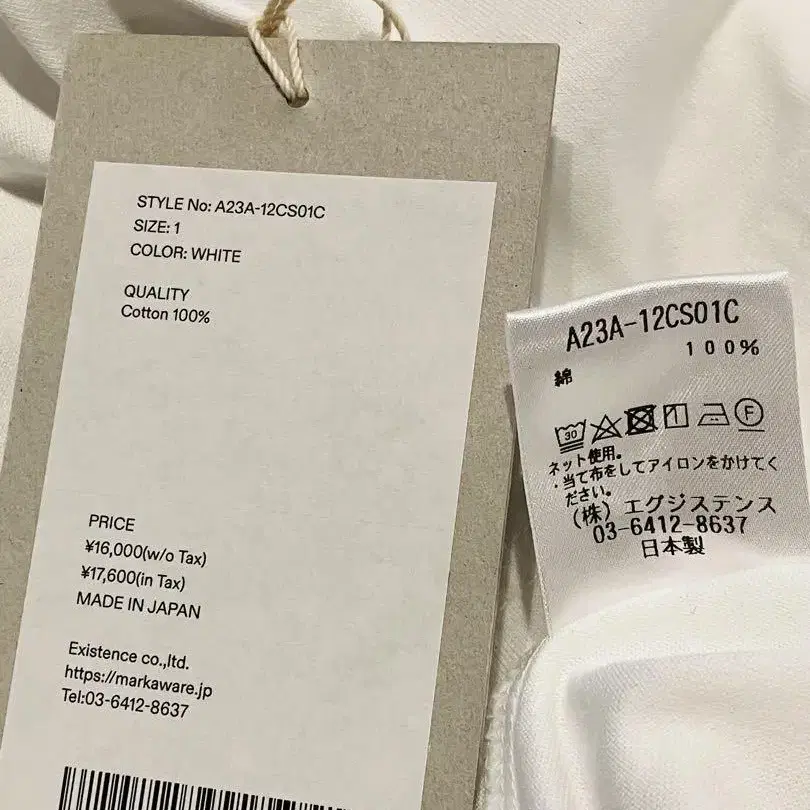 STYLE No: A23A-12CS01C
SIZE: 1
COLOR: WHITE
QUALITY
Cotton 100%
PRICE
¥16,000(w/o Tax)
¥17,600(in Tax)
MADE IN JAPAN
Existence co.,ltd.
https://markaware.jp
Tel:03-6412-8637
A23A-12CS01C
100%
綿
30
F
ネット使用。
・当て布をしてアイロンをかけてく
ださい。
(株) エグジステンス
03-6412-8637
日本製